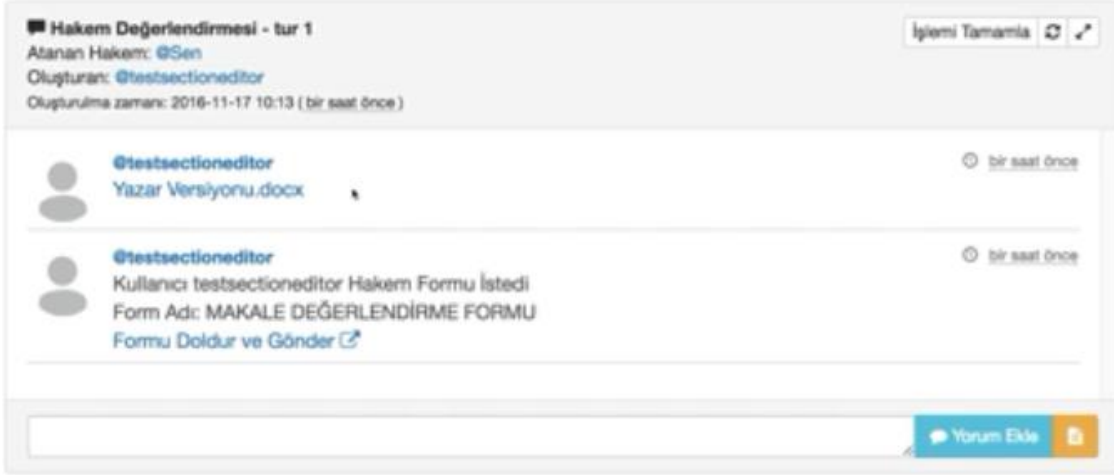 Hakem Değerlendirmesi - tur 1
İşlemi Tamamla
Atanan Hakem: @Sen
Oluşturan: @testsectioneditor
Oluşturulma zamanı: 2016-11-17 10:13 ( bir saat önce )
@testsectioneditor
bir saat önce
Yazar Versiyonu.docx
@testsectioneditor
bir saat önce
Kullanıcı testsectioneditor Hakem Formu İstedi
Form Adı: MAKALE DEĞERLENDİRME FORMU
Formu Doldur ve Gönder
Yorum Ekle